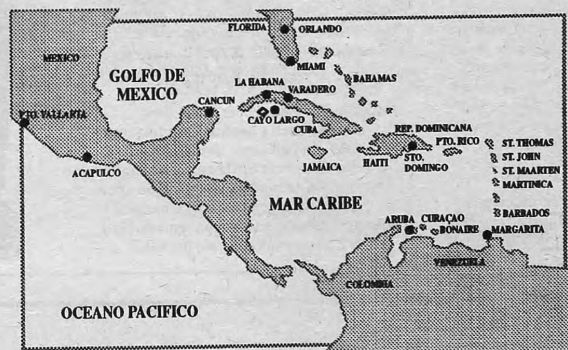 FLORIDA
ORLANDO
MEXICO
MIAMI
GOLFO DE
MEXICO
BAHAMAS
LA HABANA
VARADERO
CANCUN
CAYO LARGO
CUBA
PTO. VALLARTA
REP. DOMINICANA
PTO. RICO
ST. THOMAS
JAMAICA
HAITI
STO.
DOMINGO
ST. JOHN
ST. MAARTEN
ACAPULCO
MARTINICA
MAR CARIBE
BARBADOS
ARUBA
CURAÇAO
BONAIRE
MARGARITA
VENEZUELA
COLOMBIA
OCEANO PACIFICO